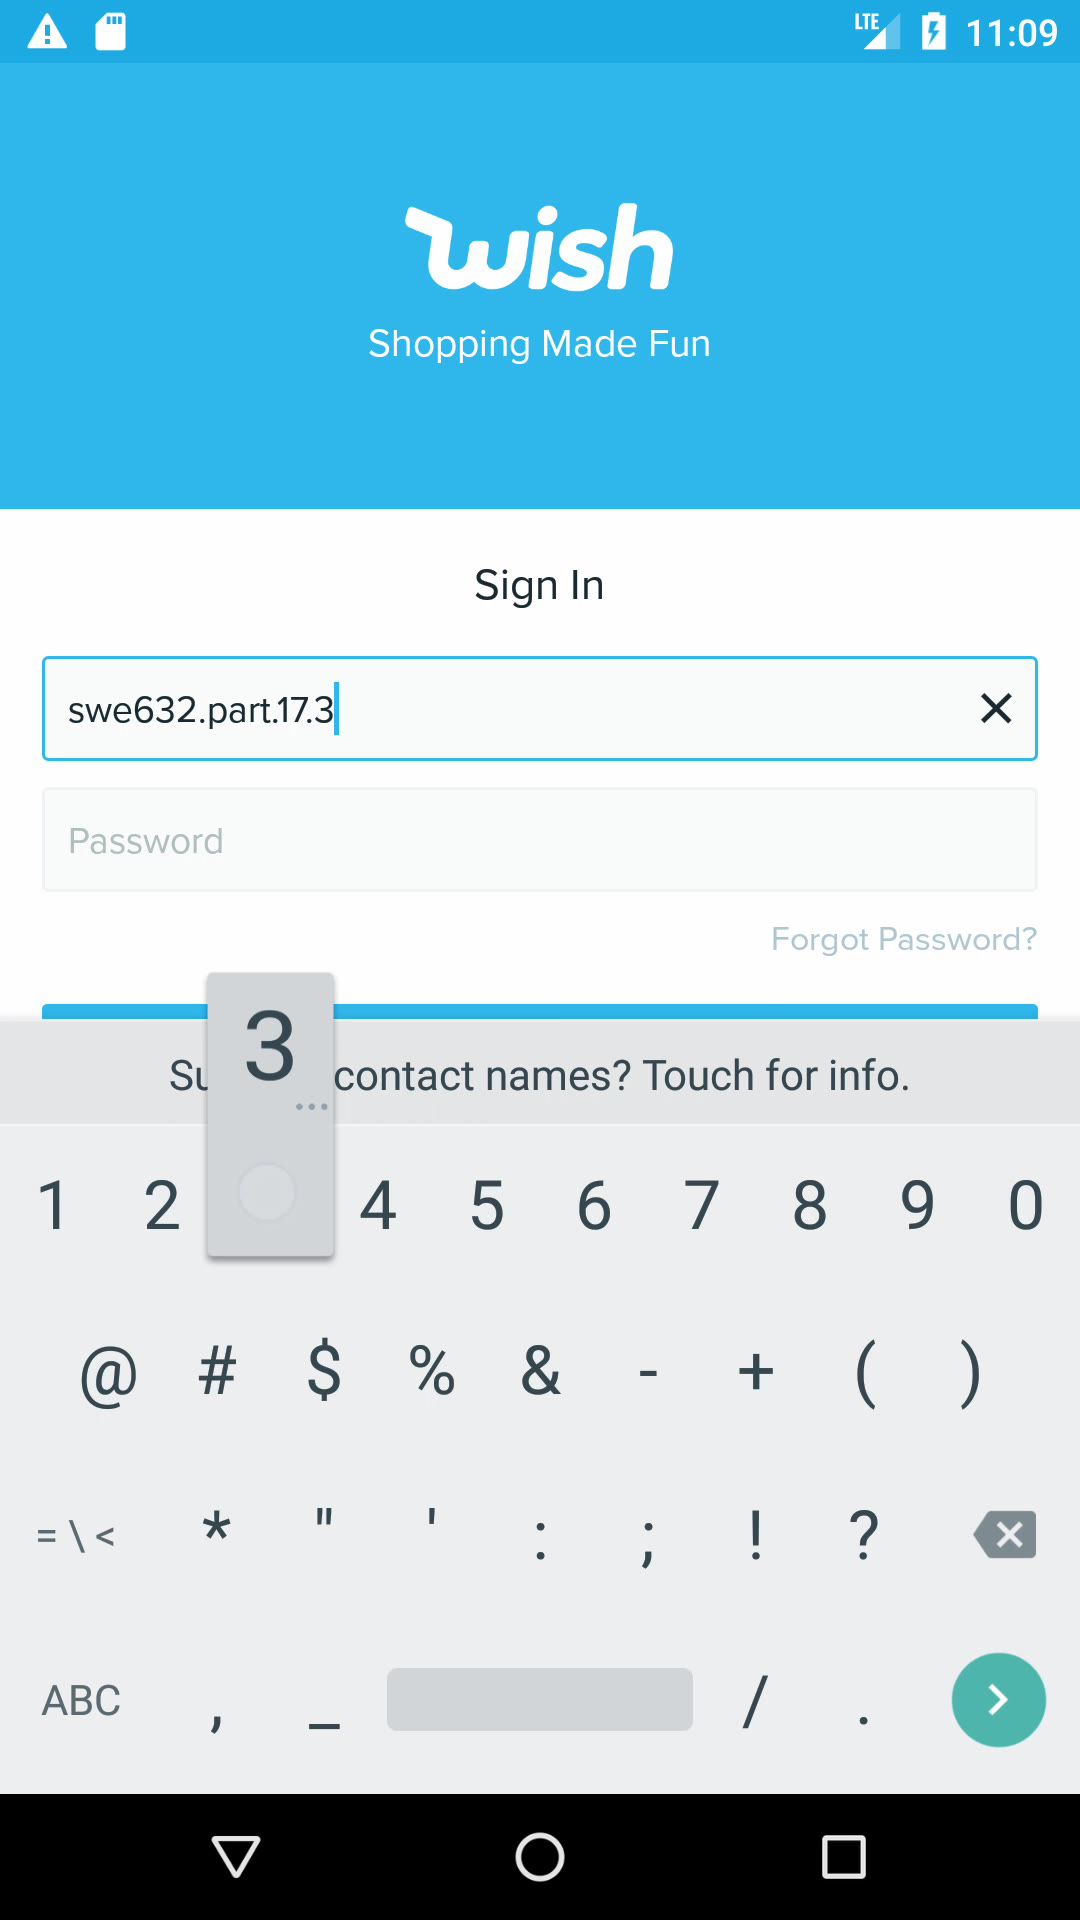 LTE 11:09
wish
Shopping Made Fun
Sign In
swe632.part.17.3
Password
Forgot Password?
3
contact names? Touch for info.
1 2 4 5 6 7 8 9 0
@ # $ % & - + ( )
= \ < * " ' : ; ! ?
ABC , _ / .